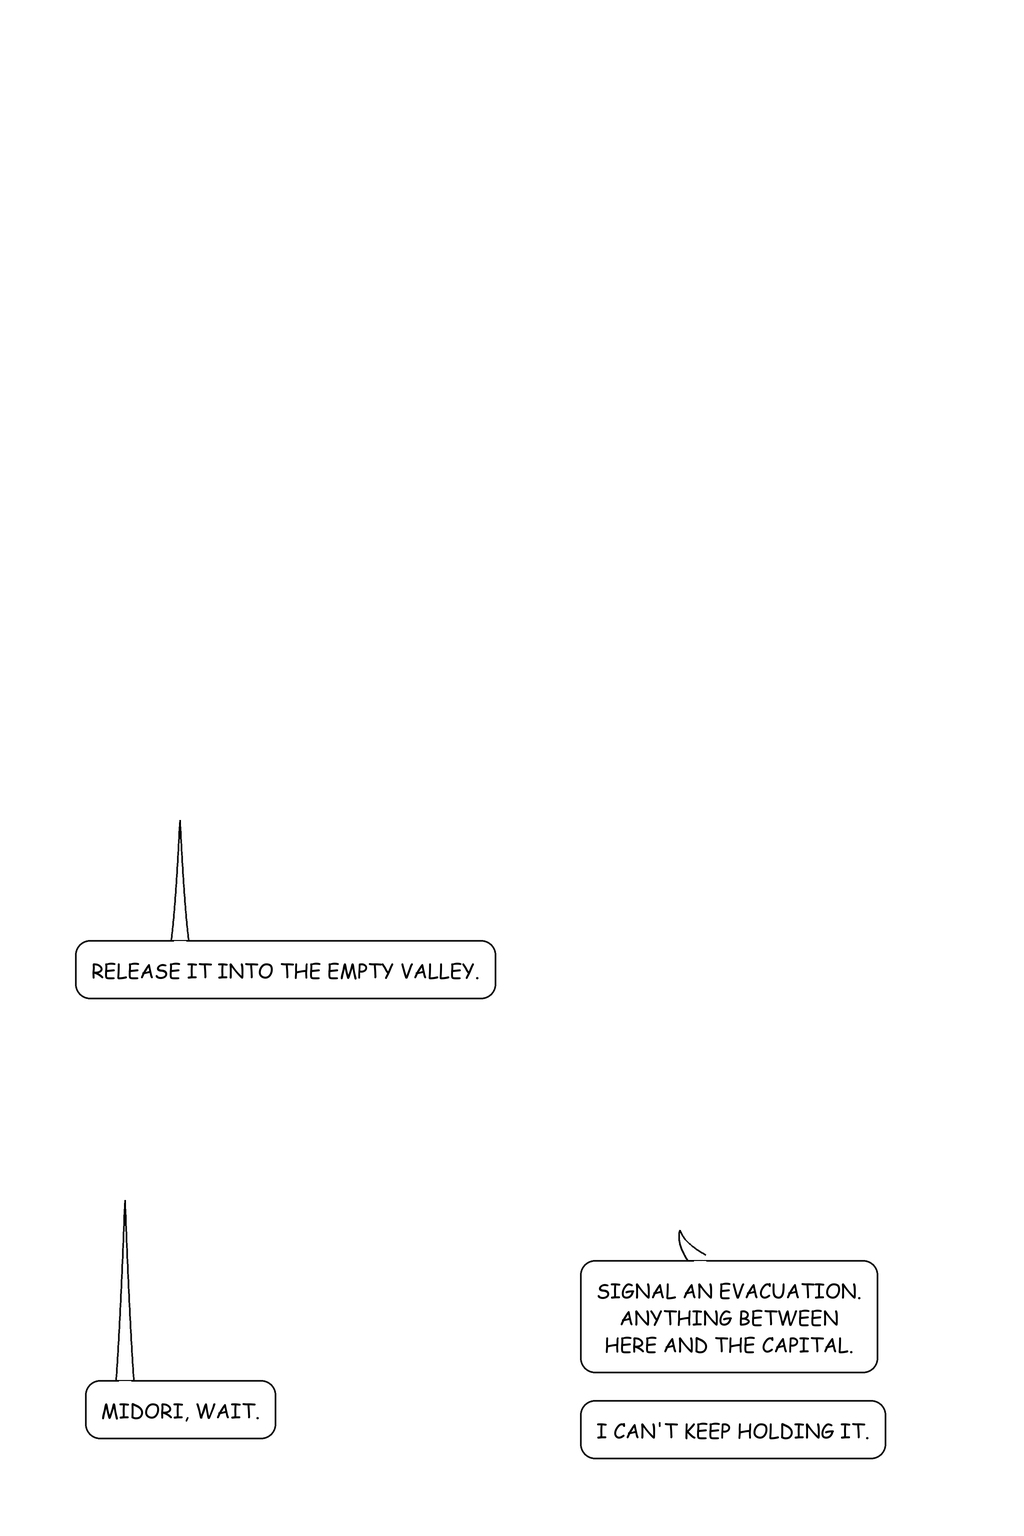 RELEASE IT INTO THE EMPTY VALLEY.
MIDORI, WAIT.
SIGNAL AN EVACUATION.
ANYTHING BETWEEN
HERE AND THE CAPITAL.
I CAN'T KEEP HOLDING IT.